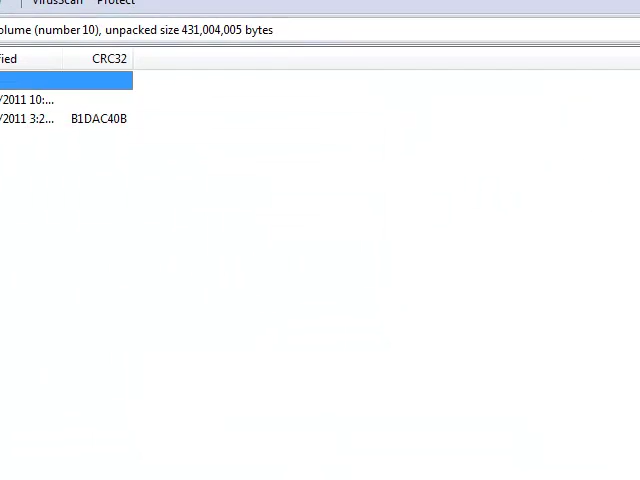 VirusScan Protect
olume (number 10), unpacked size 431,004,005 bytes
fied CRC32
/2011 10:...
/2011 3:2... B1DAC40B